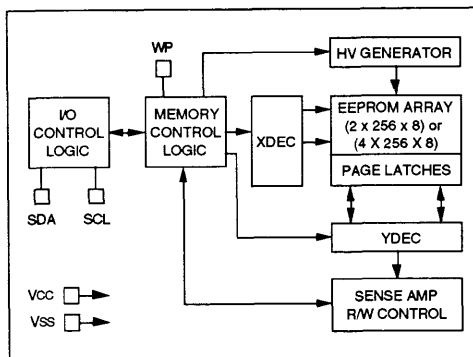 WP
HV GENERATOR
I/O
CONTROL
LOGIC
MEMORY
CONTROL
LOGIC
XDEC
EEPROM ARRAY
(2 x 256 x 8) or
(4 X 256 X 8)
PAGE LATCHES
SDA
SCL
YDEC
VCC
VSS
SENSE AMP
R/W CONTROL